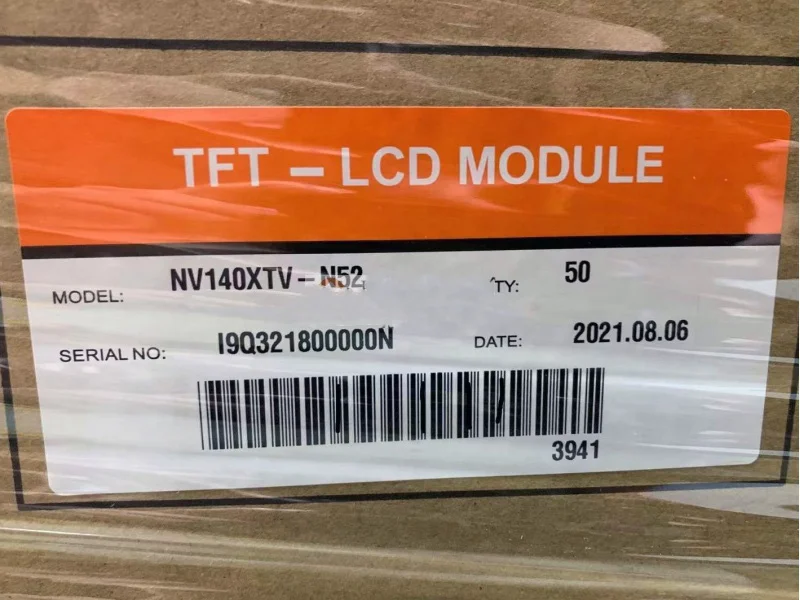 TFT – LCD MODULE
MODEL: NV140XTV – N52 TY: 50
SERIAL NO: I9Q321800000N DATE: 2021.08.06
3941